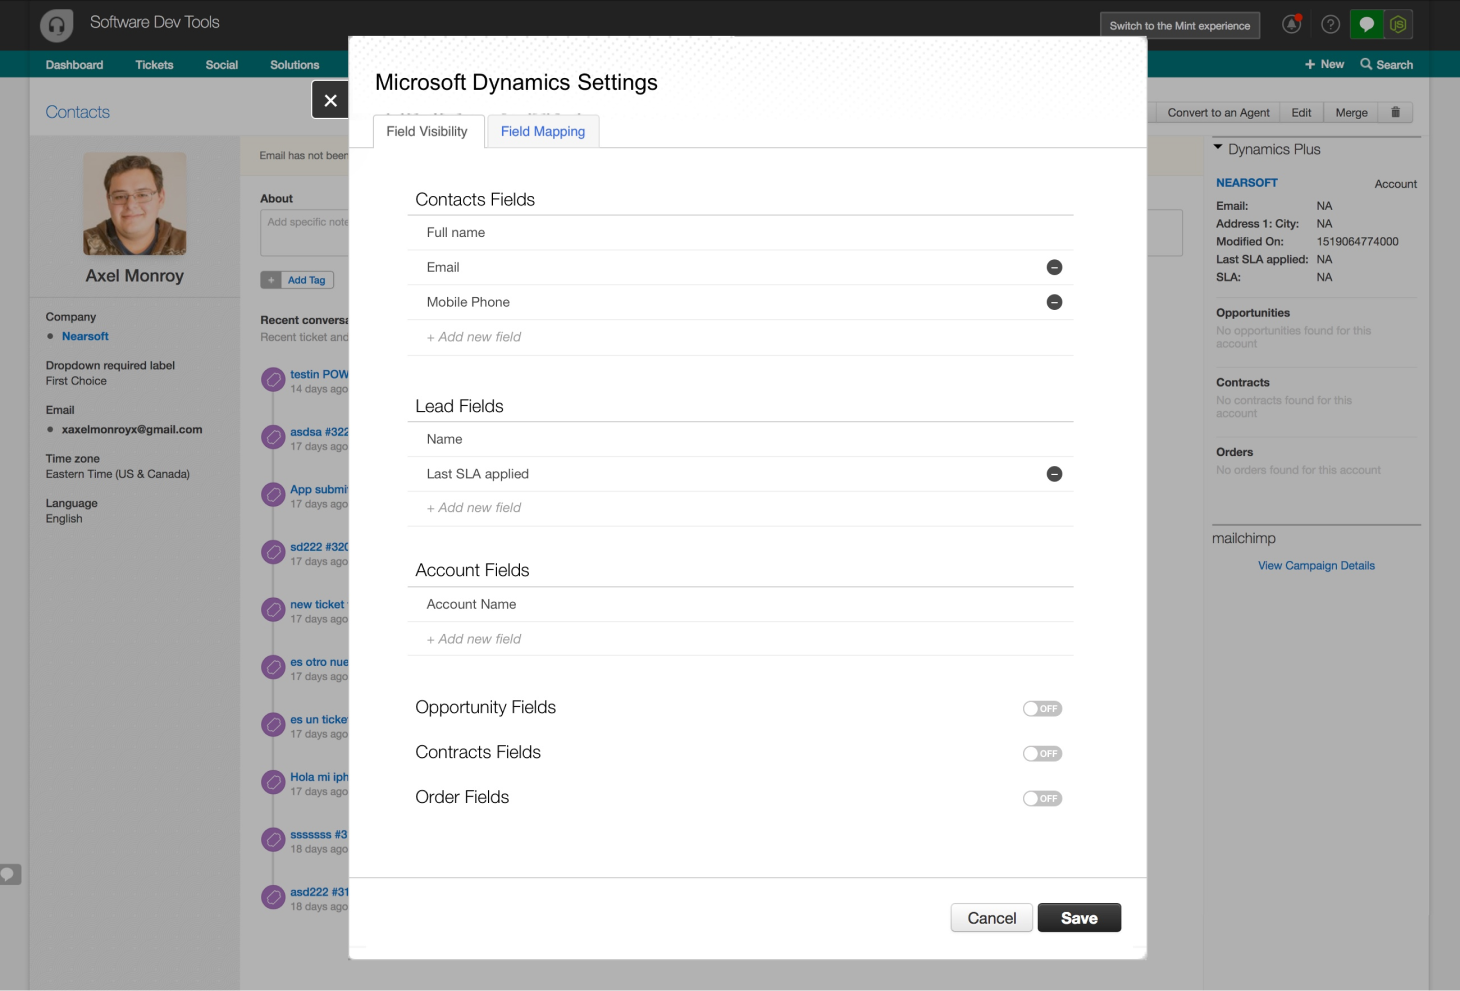 Software Dev Tools
Switch to the Mint experience
Dashboard Tickets Social Solutions
+ New Search
Contacts
Convert to an Agent Edit Merge
Microsoft Dynamics Settings
Field Visibility Field Mapping
Contacts Fields
Full name
Email
Mobile Phone
+ Add new field
Lead Fields
Name
Last SLA applied
+ Add new field
Account Fields
Account Name
+ Add new field
Opportunity Fields OFF
Contracts Fields OFF
Order Fields OFF
Cancel Save
Axel Monroy
Company
Nearsoft
Dropdown required label
First Choice
Email
xaxelmonroyx@gmail.com
Time zone
Eastern Time (US & Canada)
Language
English
Email has not been
About
Add specific note
+ Add Tag
Recent conversa
Recent ticket and
testin POW
14 days ago
asdsa #322
17 days ago
App submi
17 days ago
sd222 #320
17 days ago
new ticket
17 days ago
es otro nue
17 days ago
es un ticke
17 days ago
Hola mi iph
17 days ago
sssssss #3
18 days ago
asd222 #31
18 days ago
Dynamics Plus
NEARSOFT Account
Email: NA
Address 1: City: NA
Modified On: 1519064774000
Last SLA applied: NA
SLA: NA
Opportunities
No opportunities found for this
account
Contracts
No contracts found for this
account
Orders
No orders found for this account
mailchimp
View Campaign Details